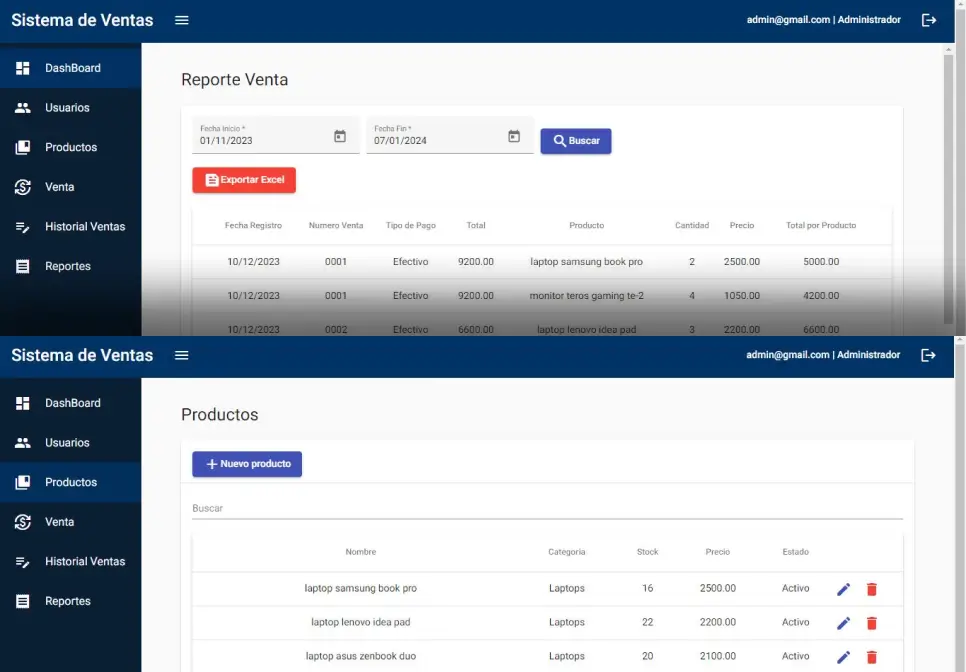 Sistema de Ventas
admin@gmail.com | Administrador
DashBoard
Usuarios
Productos
Venta
Historial Ventas
Reportes
Reporte Venta
Fecha Inicio *
01/11/2023
Fecha Fin *
07/01/2024
Buscar
Exportar Excel
Fecha Registro Numero Venta Tipo de Pago Total Producto Cantidad Precio Total por Producto
10/12/2023 0001 Efectivo 9200.00 laptop samsung book pro 2 2500.00 5000.00
10/12/2023 0001 Efectivo 9200.00 monitor teros gaming te-2 4 1050.00 4200.00
10/12/2023 0002 Efectivo 6600.00 laptop lenovo idea pad 3 2200.00 6600.00
Sistema de Ventas
admin@gmail.com | Administrador
DashBoard
Usuarios
Productos
Venta
Historial Ventas
Reportes
Productos
Nuevo producto
Buscar
Nombre Categoria Stock Precio Estado
laptop samsung book pro Laptops 16 2500.00 Activo
laptop lenovo idea pad Laptops 22 2200.00 Activo
laptop asus zenbook duo Laptops 20 2100.00 Activo